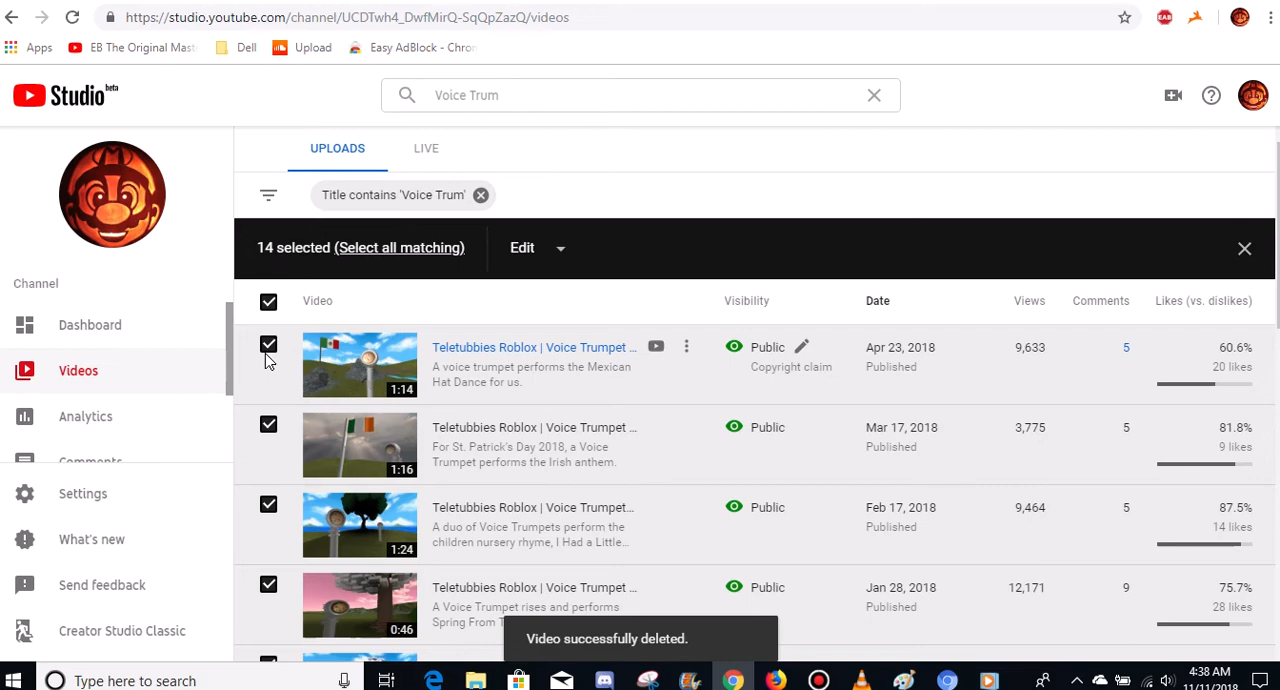 https://studio.youtube.com/channel/UCDTwh4_DwfMirQ-SqQpZazQ/videos
EAB
Apps EB The Original Mast Dell Upload Easy AdBlock - Chron
Studio beta
Voice Trum
UPLOADS LIVE
Title contains 'Voice Trum'
14 selected (Select all matching) Edit
Channel
Dashboard
Videos
Analytics
Comments
Settings
What's new
Send feedback
Creator Studio Classic
Video Visibility Date Views Comments Likes (vs. dislikes)
Teletubbies Roblox | Voice Trumpet ... Public Apr 23, 2018 9,633 5 60.6%
A voice trumpet performs the Mexican Copyright claim Published 20 likes
Hat Dance for us.
1:14
Teletubbies Roblox | Voice Trumpet ... Public Mar 17, 2018 3,775 5 81.8%
For St. Patrick's Day 2018, a Voice Published 9 likes
Trumpet performs the Irish anthem.
1:16
Teletubbies Roblox | Voice Trumpet ... Public Feb 17, 2018 9,464 5 87.5%
A duo of Voice Trumpets perform the Published 14 likes
children nursery rhyme, I Had a Little...
1:24
Teletubbies Roblox | Voice Trumpet ... Public Jan 28, 2018 12,171 9 75.7%
A Voice Trumpet rises and performs Published 28 likes
Spring From
0:46
Video successfully deleted.
Type here to search
4:38 AM
11/11/2018